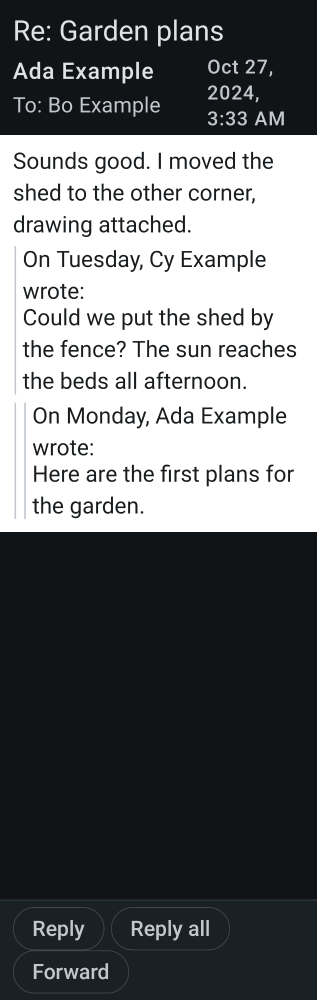 Re: Garden plans
Ada Example
Oct 27,
2024,
3:33 AM
To: Bo Example
Sounds good. I moved the
shed to the other corner,
drawing attached.
On Tuesday, Cy Example
wrote:
Could we put the shed by
the fence? The sun reaches
the beds all afternoon.
On Monday, Ada Example
wrote:
Here are the first plans for
the garden.
Reply
Reply all
Forward